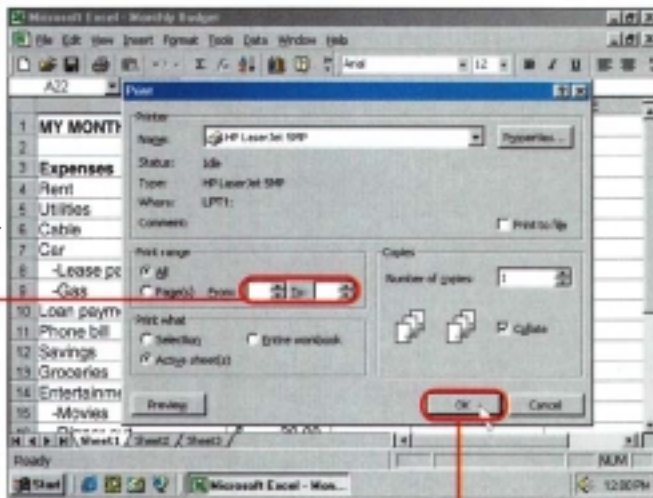 Microsoft Excel - Monthly Budget
File Edit View Insert Format Tools Data Window Help
Arial 12 B I U
A22
Print
Printer
Name: HP LaserJet 5MP Properties...
Status: Idle
Type: HP LaserJet 5MP
Where: LPT1:
Comment: Print to file
Print range
All
Page(s) From: To:
Copies
Number of copies: 1
Collate
Print what
Selection Entire workbook
Active sheet(s)
Preview OK Cancel
1 MY MONTH
2
3 Expenses
4 Rent
5 Utilities
6 Cable
7 Car
8 -Lease pa
9 -Gas
10 Loan paym
11 Phone bill
12 Savings
13 Groceries
14 Entertainme
15 -Movies
$ 20.00
Sheet1 / Sheet2 / Sheet3
Ready NUM
Start Microsoft Excel - Mon... 12:00 PM